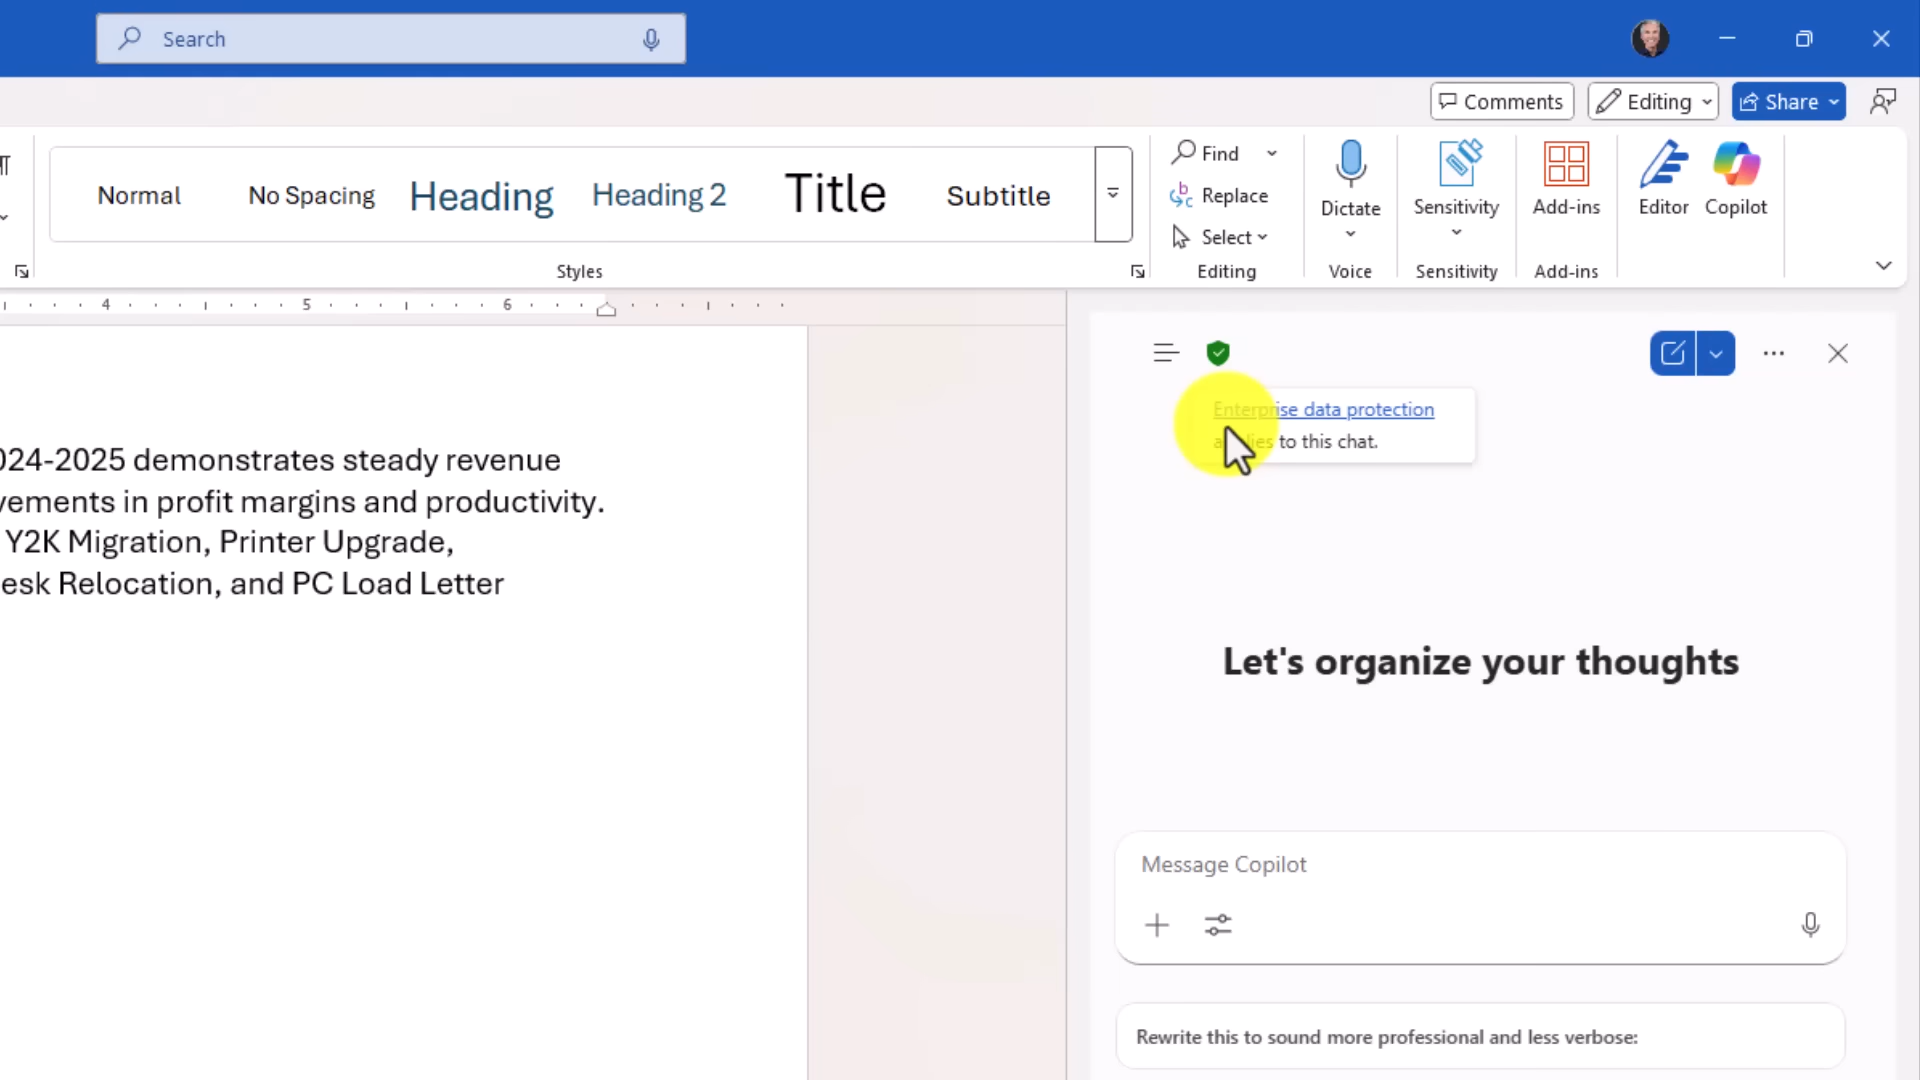 Search
Comments
Editing
Share
Normal
No Spacing
Heading
Heading 2
Title
Subtitle
Styles
Find
Replace
Select
Editing
Dictate
Voice
Sensitivity
Sensitivity
Add-ins
Add-ins
Editor
Copilot
4 5 6
024-2025 demonstrates steady revenue
vements in profit margins and productivity.
Y2K Migration, Printer Upgrade,
esk Relocation, and PC Load Letter
Enterprise data protection
applies to this chat.
Let's organize your thoughts
Message Copilot
Rewrite this to sound more professional and less verbose: